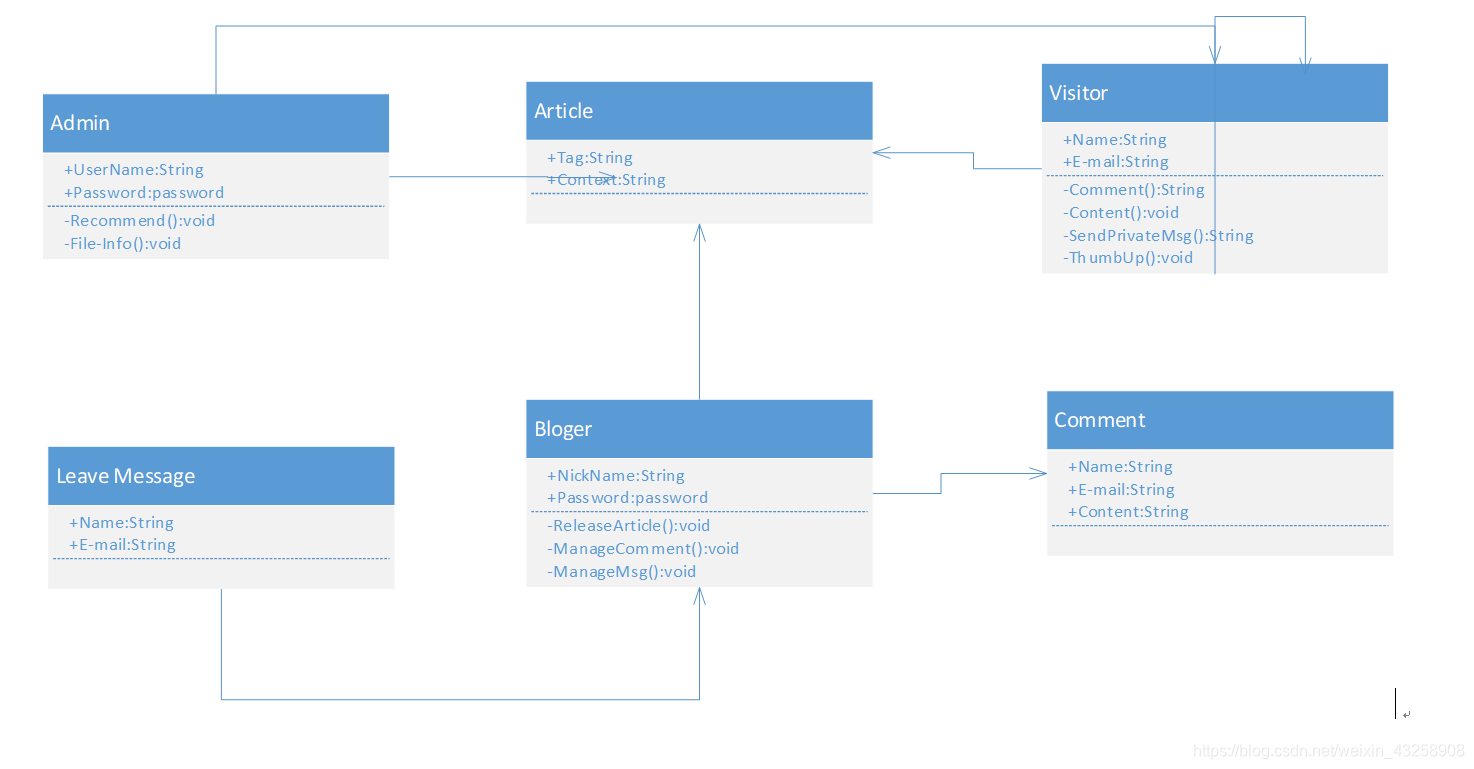 Admin
+UserName:String
+Password:password
-Recommend():void
-File-Info():void
Article
+Tag:String
+Context:String
Visitor
+Name:String
+E-mail:String
-Comment():String
-Content():void
-SendPrivateMsg():String
-ThumbUp():void
Leave Message
+Name:String
+E-mail:String
Bloger
+NickName:String
+Password:password
-ReleaseArticle():void
-ManageComment():void
-ManageMsg():void
Comment
+Name:String
+E-mail:String
+Content:String
https://blog.csdn.net/weixin_43258908